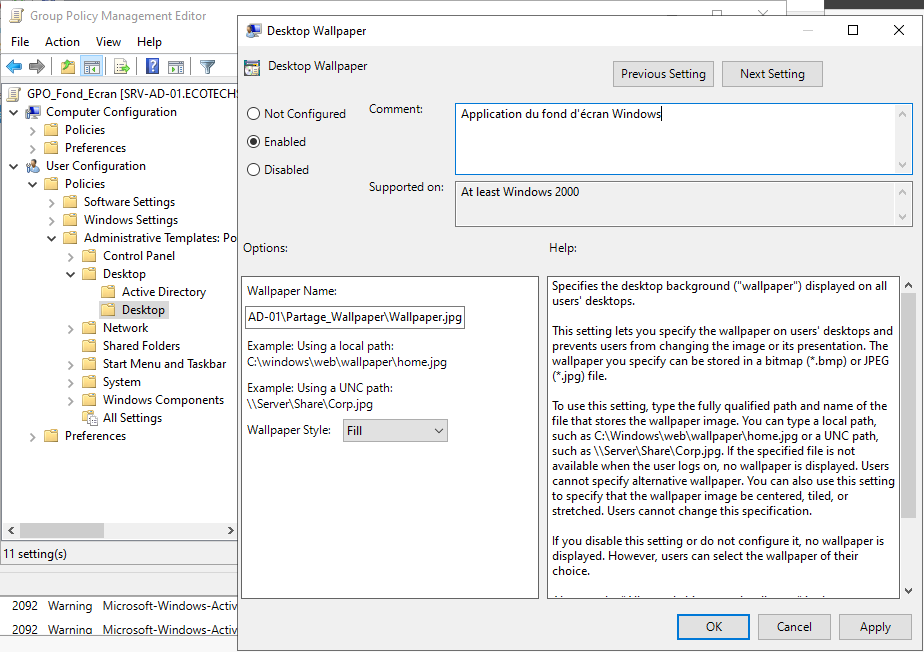 Group Policy Management Editor
File Action View Help
GPO_Fond_Ecran [SRV-AD-01.ECOTECHS
Computer Configuration
Policies
Preferences
User Configuration
Policies
Software Settings
Windows Settings
Administrative Templates: Po
Control Panel
Desktop
Active Directory
Desktop
Network
Shared Folders
Start Menu and Taskbar
System
Windows Components
All Settings
Preferences
11 setting(s)
2092 Warning Microsoft-Windows-Activ
2092 Warning Microsoft-Windows-Activ
Desktop Wallpaper
Desktop Wallpaper
Previous Setting Next Setting
Not Configured
Enabled
Disabled
Comment:
Application du fond d'écran Windows
Supported on:
At least Windows 2000
Options:
Help:
Wallpaper Name:
AD-01\Partage_Wallpaper\Wallpaper.jpg
Example: Using a local path:
C:\windows\web\wallpaper\home.jpg
Example: Using a UNC path:
\\Server\Share\Corp.jpg
Wallpaper Style: Fill
Specifies the desktop background ("wallpaper") displayed on all
users' desktops.
This setting lets you specify the wallpaper on users' desktops and
prevents users from changing the image or its presentation. The
wallpaper you specify can be stored in a bitmap (*.bmp) or JPEG
(*.jpg) file.
To use this setting, type the fully qualified path and name of the
file that stores the wallpaper image. You can type a local path,
such as C:\Windows\web\wallpaper\home.jpg or a UNC path,
such as \\Server\Share\Corp.jpg. If the specified file is not
available when the user logs on, no wallpaper is displayed. Users
cannot specify alternative wallpaper. You can also use this setting
to specify that the wallpaper image be centered, tiled, or
stretched. Users cannot change this specification.
If you disable this setting or do not configure it, no wallpaper is
displayed. However, users can select the wallpaper of their
choice.
OK Cancel Apply